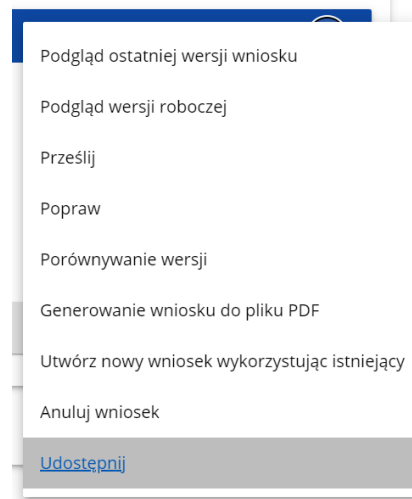 Podgląd ostatniej wersji wniosku
Podgląd wersji roboczej
Prześlij
Popraw
Porównywanie wersji
Generowanie wniosku do pliku PDF
Utwórz nowy wniosek wykorzystując istniejący
Anuluj wniosek
Udostępnij